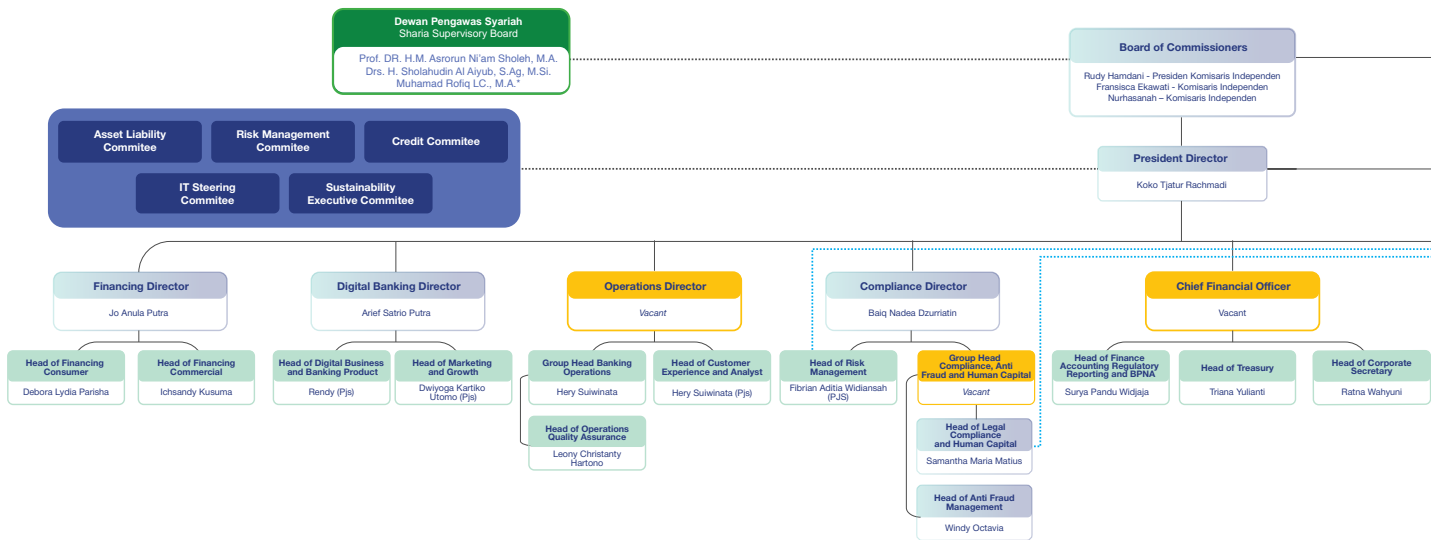 Dewan Pengawas Syariah
Sharia Supervisory Board
Prof. DR. H.M. Asrorun Ni'am Sholeh, M.A.
Drs. H. Sholahudin Al Aiyub, S.Ag, M.Si.
Muhamad Rofiq LC., M.A.*
Board of Commissioners
Rudy Hamdani - Presiden Komisaris Independen
Fransisca Ekawati - Komisaris Independen
Nurhasanah – Komisaris Independen
Asset Liability
Commitee
Risk Management
Commitee
Credit Commitee
IT Steering
Commitee
Sustainability
Executive Commitee
President Director
Koko Tjatur Rachmadi
Financing Director
Jo Anula Putra
Digital Banking Director
Arief Satrio Putra
Operations Director
Vacant
Compliance Director
Baiq Nadea Dzurriatin
Chief Financial Officer
Vacant
Head of Financing
Consumer
Debora Lydia Parisha
Head of Financing
Commercial
Ichsandy Kusuma
Head of Digital Business
and Banking Product
Rendy (Pjs)
Head of Marketing
and Growth
Dwiyoga Kartiko
Utomo (Pjs)
Group Head Banking
Operations
Hery Suiwinata
Head of Customer
Experience and Analyst
Hery Suiwinata (Pjs)
Head of Risk
Management
Fibrian Aditia Widiansah
(PJS)
Group Head
Compliance, Anti
Fraud and Human Capital
Vacant
Head of Finance
Accounting Regulatory
Reporting and BPNA
Surya Pandu Widjaja
Head of Treasury
Triana Yulianti
Head of Corporate
Secretary
Ratna Wahyuni
Head of Operations
Quality Assurance
Leony Christanty
Hartono
Head of Legal
Compliance
and Human Capital
Samantha Maria Matius
Head of Anti Fraud
Management
Windy Octavia